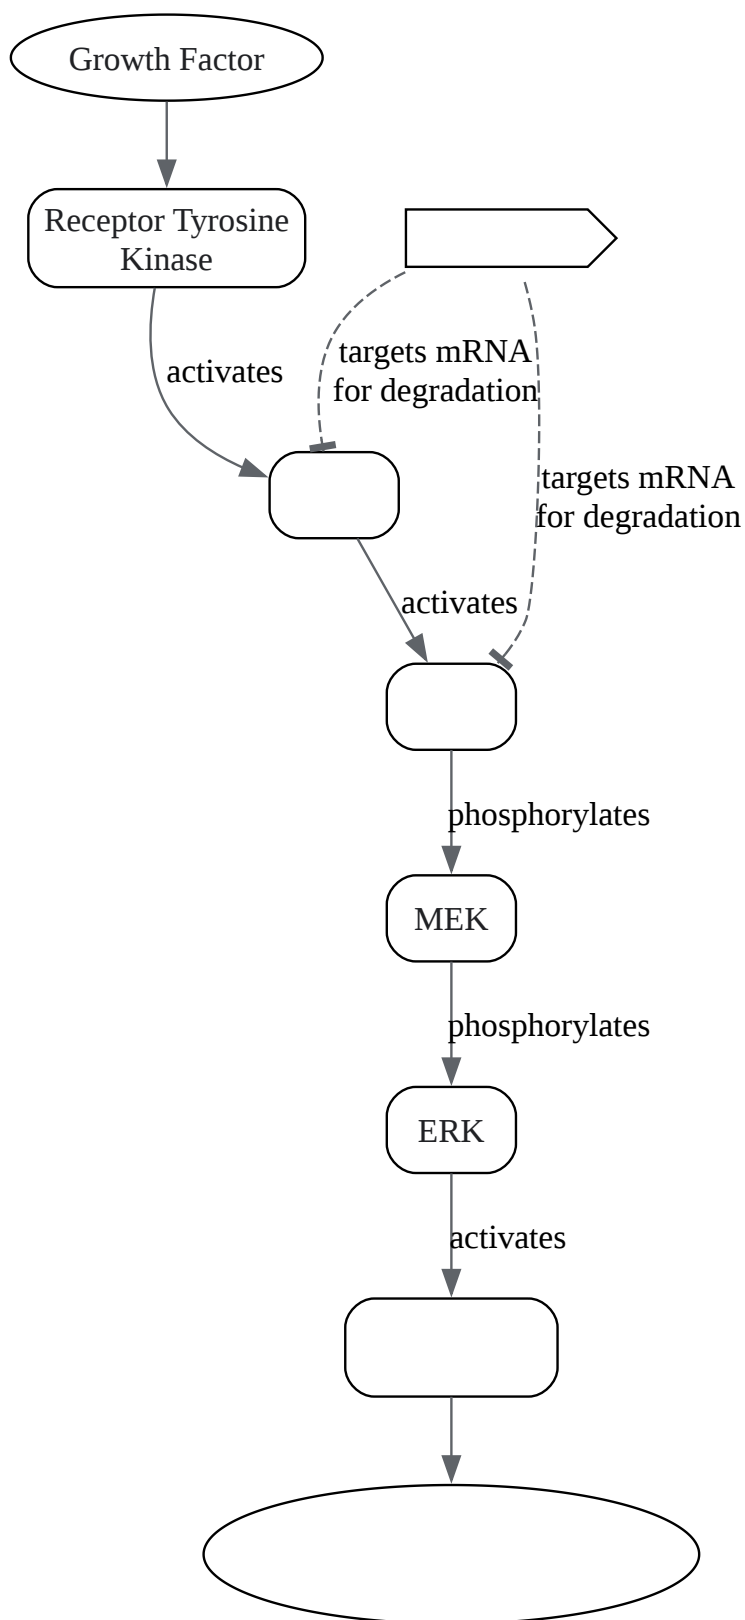 Growth Factor
Receptor Tyrosine
Kinase
activates
targets mRNA
for degradation
targets mRNA
for degradation
activates
phosphorylates
MEK
phosphorylates
ERK
activates